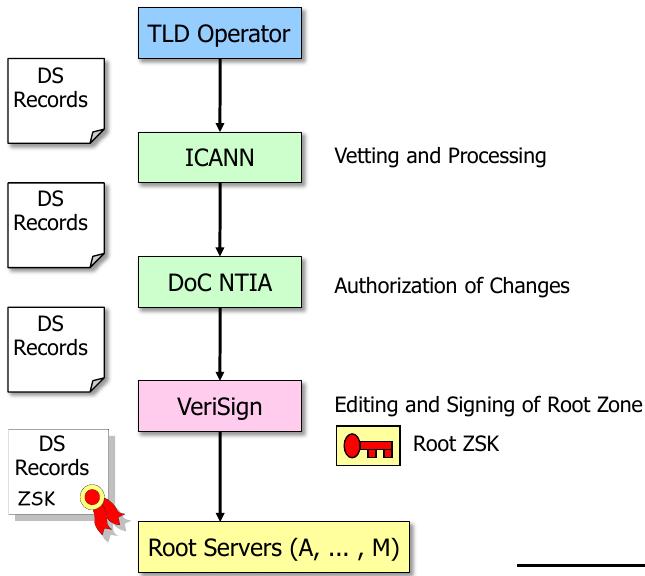 TLD Operator
DS
Records
ICANN
Vetting and Processing
DS
Records
DoC NTIA
Authorization of Changes
DS
Records
VeriSign
Editing and Signing of Root Zone
Root ZSK
DS
Records
ZSK
Root Servers (A, ... , M)